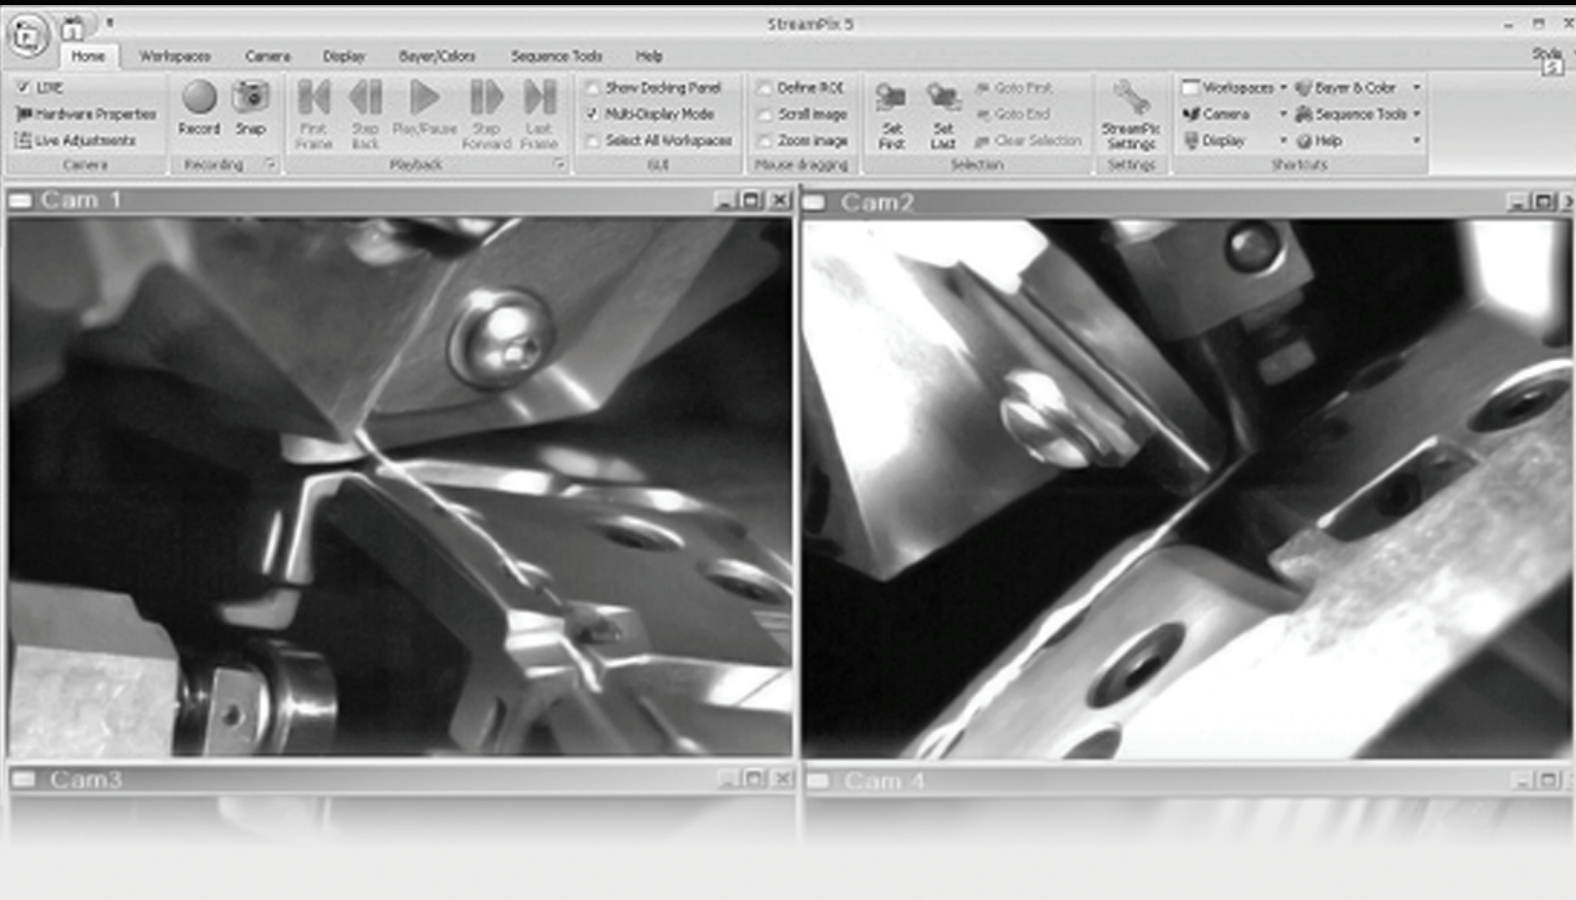 StreamPix 5
Home Workspaces Camera Display Bayer/Colors Sequence Tools Help Style
S
LIVE
Hardware Properties
Live Adjustments
Camera
Record Snap
Recording
First Frame
Step Back
Play/Pause
Step Forward
Last Frame
Playback
Show Docking Panel
Multi-Display Mode
Select All Workspaces
GUI
Define ROI
Scroll image
Zoom image
Mouse dragging
Set First
Set Last
Goto First
Goto End
Clear Selection
Selection
StreamPix Settings
Settings
Workspaces Bayer & Color
Camera Sequence Tools
Display Help
Shortcuts
Cam 1
Cam2
Cam3
Cam 4